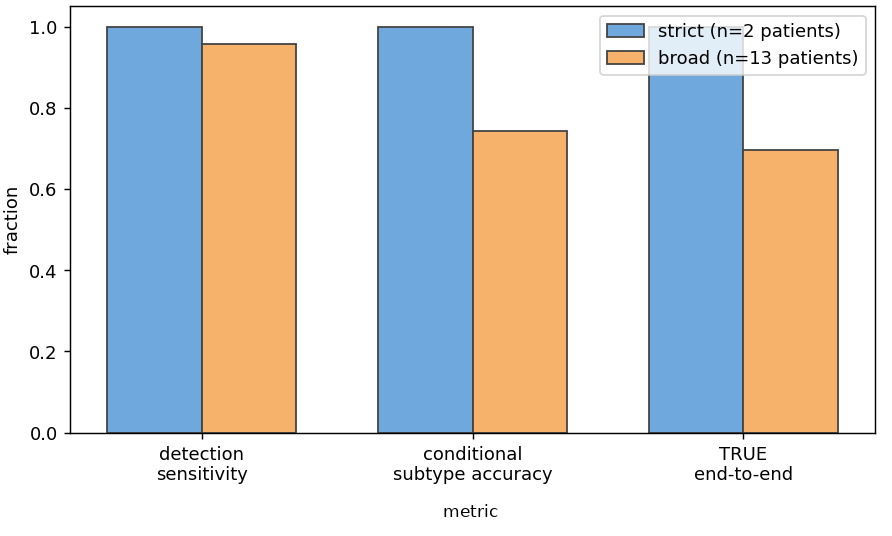 strict (n=2 patients)
broad (n=13 patients)
fraction
1.0
0.8
0.6
0.4
0.2
0.0
detection
sensitivity
conditional
subtype accuracy
TRUE
end-to-end
metric